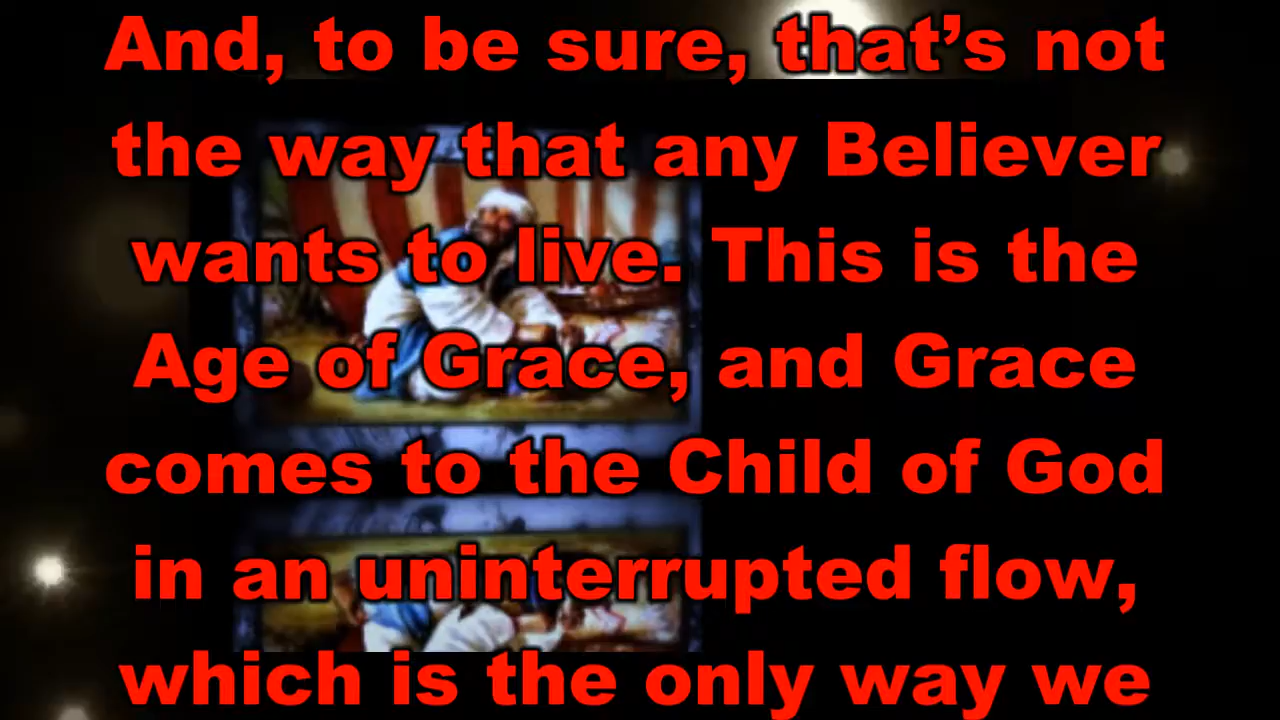 And, to be sure, that’s not
the way that any Believer
wants to live. This is the
Age of Grace, and Grace
comes to the Child of God
in an uninterrupted flow,
which is the only way we